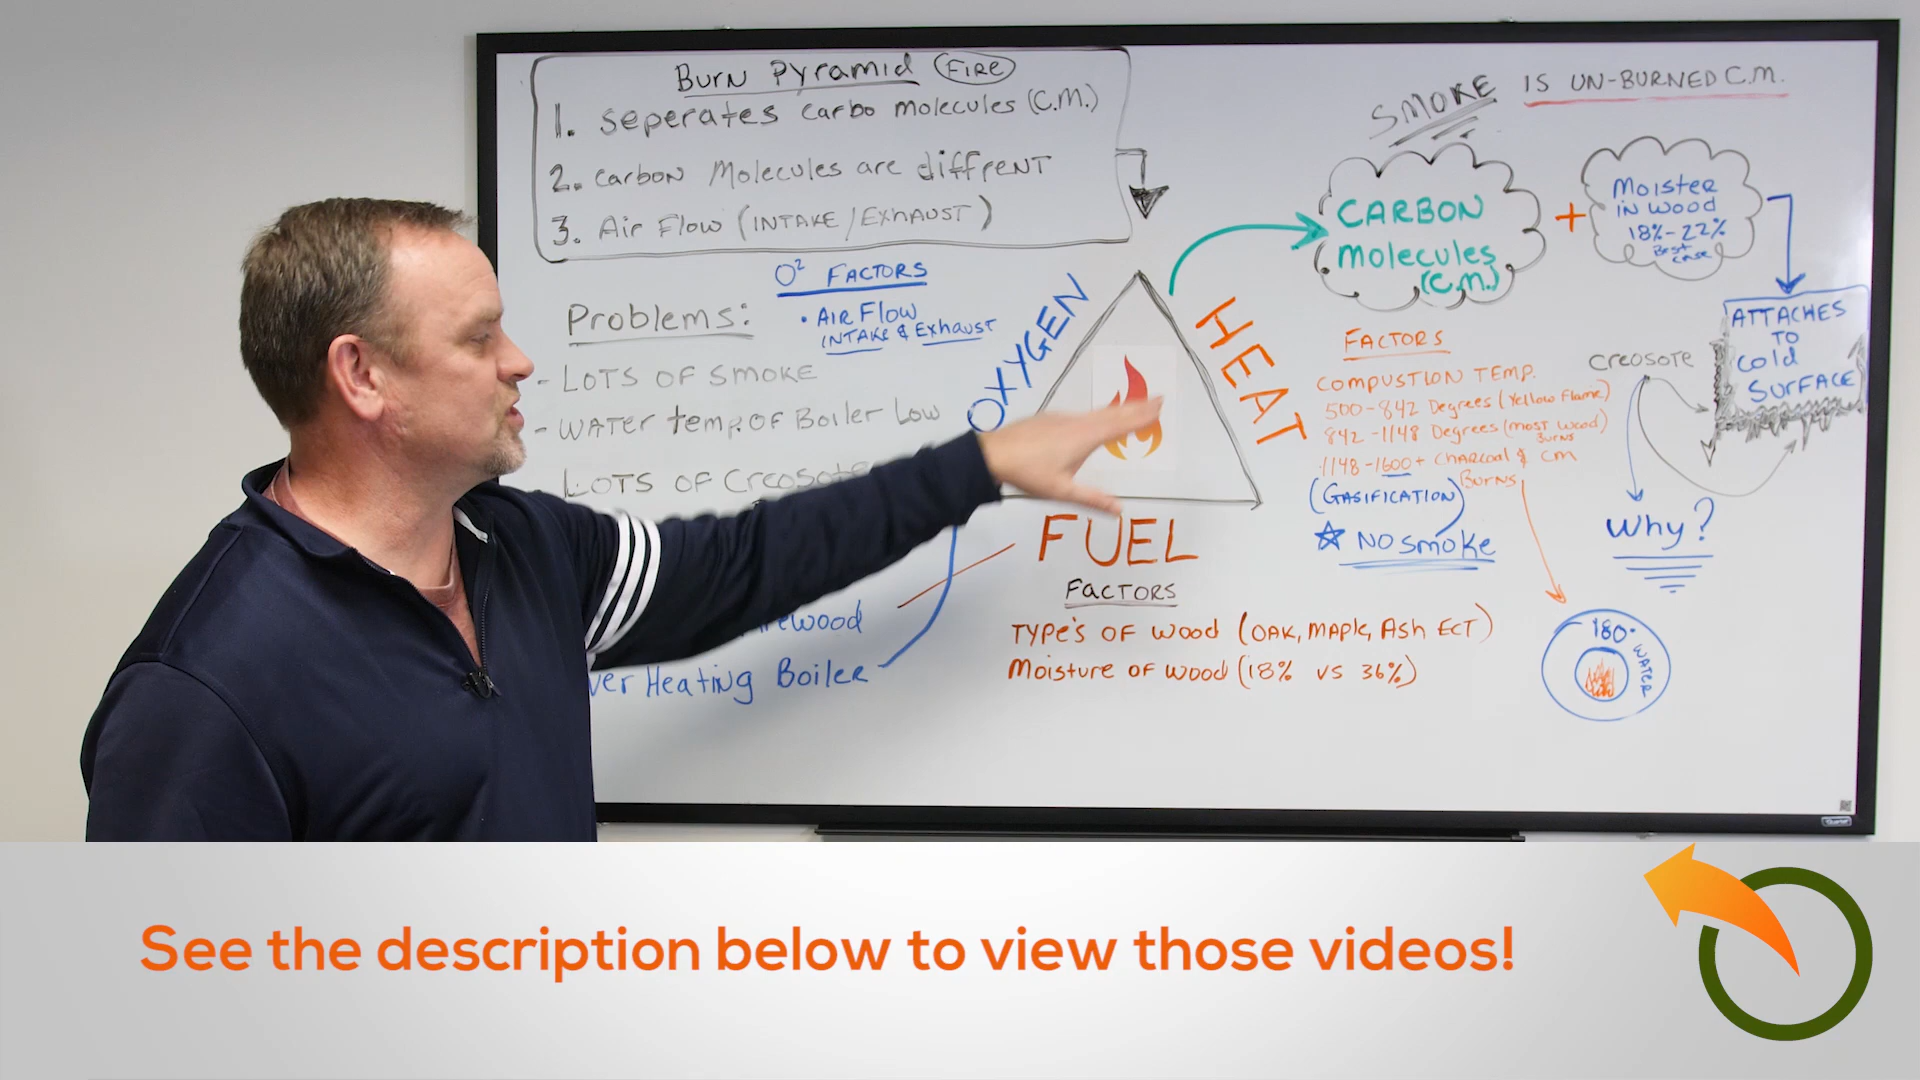 Burn Pyramid (FIRE)
1. seperates carbo molecules (C.M.)
2. Carbon Molecules are diffrent
3. Air Flow (INTAKE/EXHAUST)
SMOKE IS UN-BURNED C.M.
CARBON
molecules
(C.M.)
+
Moister
in wood
18%-22%
Best
case
ATTACHES
TO
Cold
SURFACE
creosote
Why?
O² FACTORS
• AIR Flow
INTAKE & Exhaust
Problems:
- LOTS OF SMOKE
- WATER temp. OF Boiler Low
LOTS OF Creosote
wood
Heating Boiler
OXYGEN
HEAT
FUEL
FACTORS
Type's OF wood (OAK, MAPle, Ash ECT)
Moisture OF wood (18% vs 36%)
FACTORS
COMPUSTION TEMP.
500-842 Degrees (Yellow Flame)
842-1148 Degrees (most wood)
Burns
1148-1600+ CHARCoal & CM
Burns
(GASIFICATION)
NO smoke
180° WATER
See the description below to view those videos!